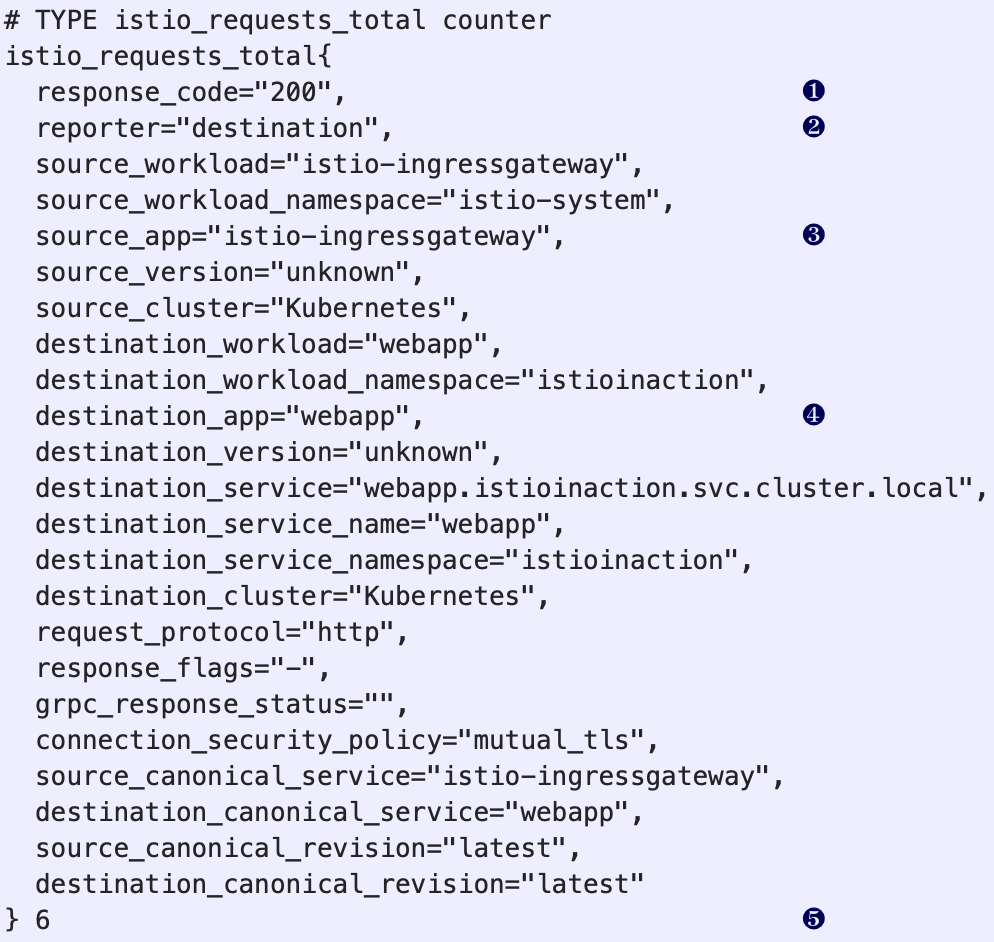 # TYPE istio_requests_total counter
istio_requests_total{
  response_code="200", ❶
  reporter="destination", ❷
  source_workload="istio-ingressgateway",
  source_workload_namespace="istio-system",
  source_app="istio-ingressgateway", ❸
  source_version="unknown",
  source_cluster="Kubernetes",
  destination_workload="webapp",
  destination_workload_namespace="istioinaction",
  destination_app="webapp", ❹
  destination_version="unknown",
  destination_service="webapp.istioinaction.svc.cluster.local",
  destination_service_name="webapp",
  destination_service_namespace="istioinaction",
  destination_cluster="Kubernetes",
  request_protocol="http",
  response_flags="-",
  grpc_response_status="",
  connection_security_policy="mutual_tls",
  source_canonical_service="istio-ingressgateway",
  destination_canonical_service="webapp",
  source_canonical_revision="latest",
  destination_canonical_revision="latest"
} 6 ❺